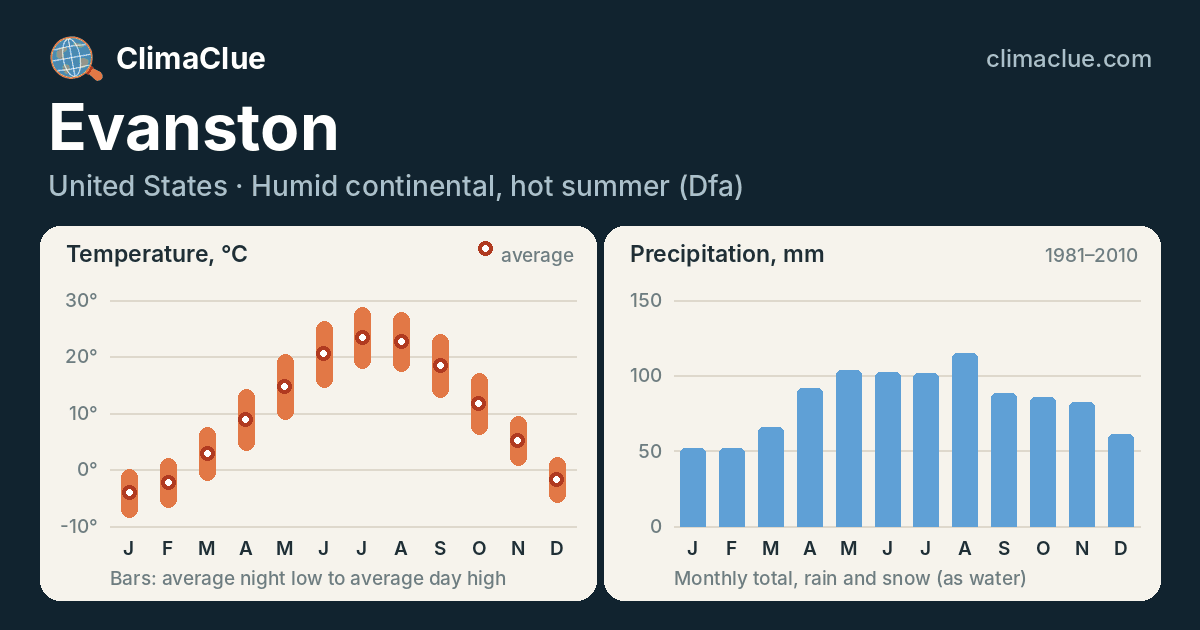 ClimaClue
climaclue.com
Evanston
United States · Humid continental, hot summer (Dfa)
Temperature, °C
average
30°
20°
10°
0°
-10°
J F M A M J J A S O N D
Bars: average night low to average day high
Precipitation, mm
1981–2010
150
100
50
0
J F M A M J J A S O N D
Monthly total, rain and snow (as water)